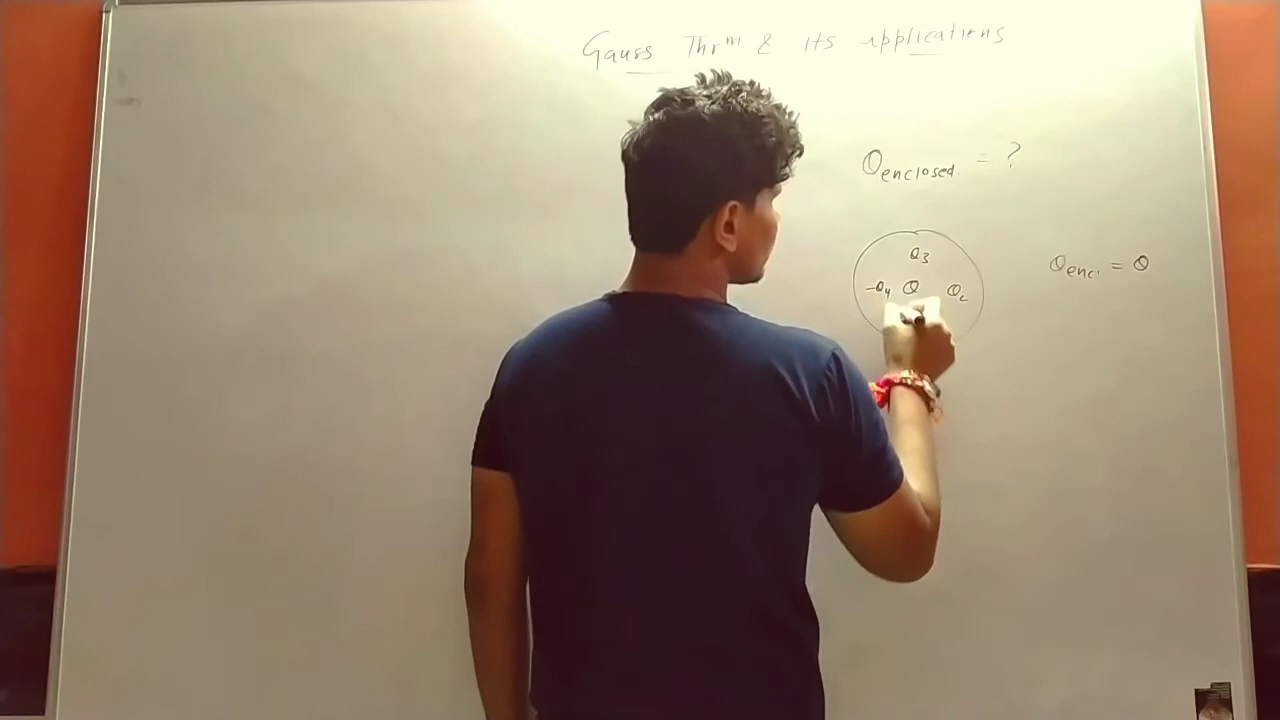 Gauss Thrm & its applications
Qenclosed = ?
Q3
-Q4 Q Q2
Qencl = Q